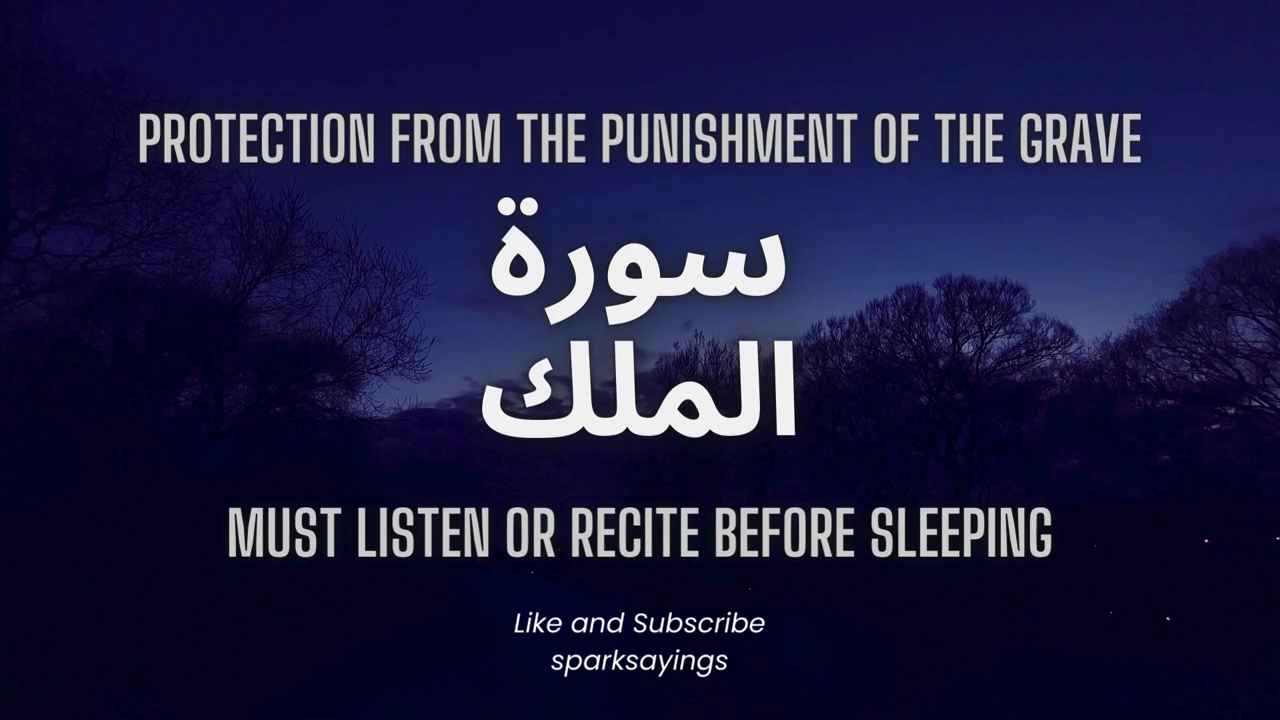 PROTECTION FROM THE PUNISHMENT OF THE GRAVE
سورة
الملك
MUST LISTEN OR RECITE BEFORE SLEEPING
Like and Subscribe
sparksayings